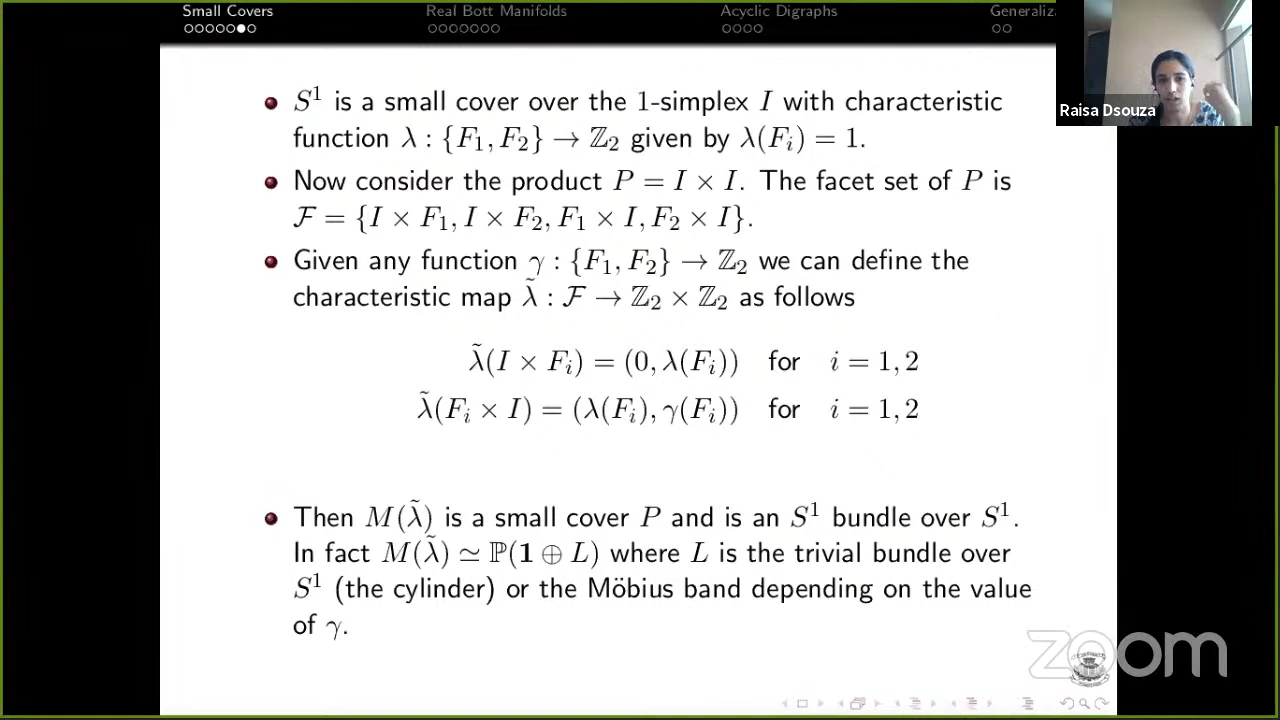 Small Covers Real Bott Manifolds Acyclic Digraphs Generaliza
Raisa Dsouza
S¹ is a small cover over the 1-simplex I with characteristic
function λ : {F₁, F₂} → ℤ₂ given by λ(Fᵢ) = 1.
Now consider the product P = I × I. The facet set of P is
ℱ = {I × F₁, I × F₂, F₁ × I, F₂ × I}.
Given any function γ : {F₁, F₂} → ℤ₂ we can define the
characteristic map λ̃ : ℱ → ℤ₂ × ℤ₂ as follows
λ̃(I × Fᵢ) = (0, λ(Fᵢ)) for i = 1, 2
λ̃(Fᵢ × I) = (λ(Fᵢ), γ(Fᵢ)) for i = 1, 2
Then M(λ̃) is a small cover P and is an S¹ bundle over S¹.
In fact M(λ̃) ≃ ℙ(𝟏 ⊕ L) where L is the trivial bundle over
S¹ (the cylinder) or the Möbius band depending on the value
of γ.
zoom